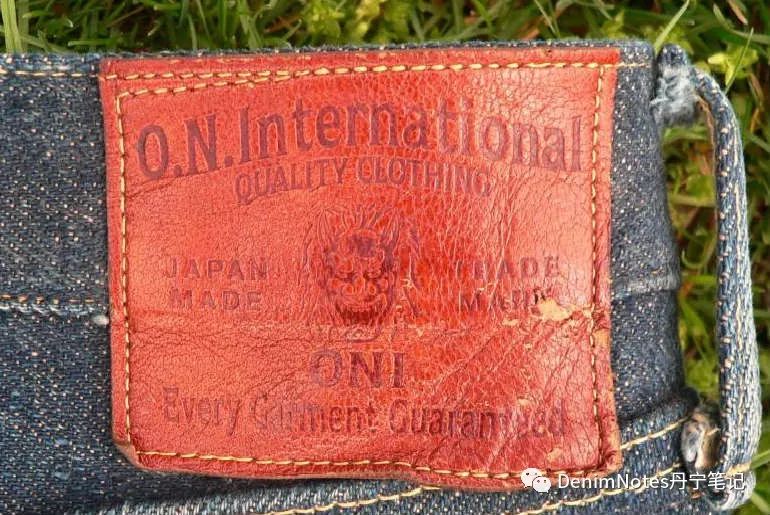 O.N.International
QUALITY CLOTHING
JAPAN TRADE
MADE MARK
ONI
Every Garment Guaranteed
DenimNotes丹宁笔记